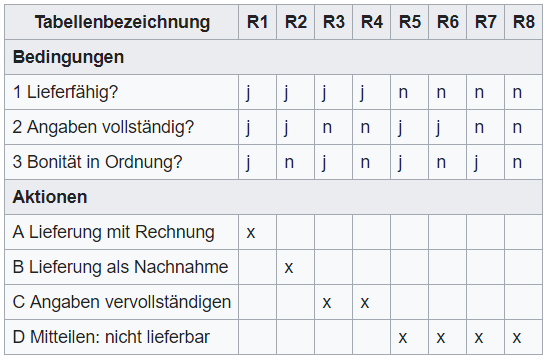 Tabellenbezeichnung R1 R2 R3 R4 R5 R6 R7 R8
Bedingungen
1 Lieferfähig? j j j j n n n n
2 Angaben vollständig? j j n n j j n n
3 Bonität in Ordnung? j n j n j n j n
Aktionen
A Lieferung mit Rechnung x
B Lieferung als Nachnahme x
C Angaben vervollständigen x x
D Mitteilen: nicht lieferbar x x x x